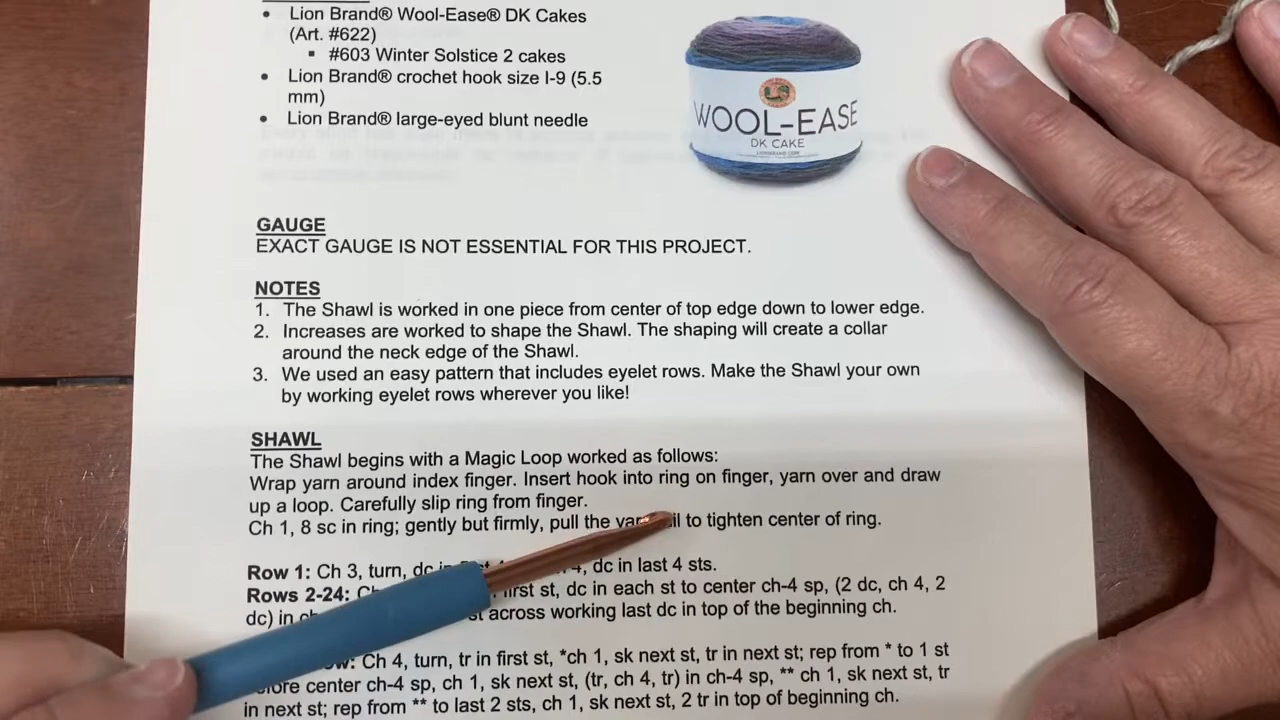 Lion Brand® Wool-Ease® DK Cakes
(Art. #622)
#603 Winter Solstice 2 cakes
Lion Brand® crochet hook size I-9 (5.5
mm)
Lion Brand® large-eyed blunt needle
WOOL-EASE
DK CAKE
GAUGE
EXACT GAUGE IS NOT ESSENTIAL FOR THIS PROJECT.
NOTES
1. The Shawl is worked in one piece from center of top edge down to lower edge.
2. Increases are worked to shape the Shawl. The shaping will create a collar
around the neck edge of the Shawl.
3. We used an easy pattern that includes eyelet rows. Make the Shawl your own
by working eyelet rows wherever you like!
SHAWL
The Shawl begins with a Magic Loop worked as follows:
Wrap yarn around index finger. Insert hook into ring on finger, yarn over and draw
up a loop. Carefully slip ring from finger.
Ch 1, 8 sc in ring; gently but firmly, pull the to tighten center of ring.
Row 1: Ch 3, turn, dc in 4, dc in last 4 sts.
Rows 2-24: first st, dc in each st to center ch-4 sp, (2 dc, ch 4, 2
dc) in st across working last dc in top of the beginning ch.
Ch 4, turn, tr in first st, *ch 1, sk next st, tr in next st; rep from * to 1 st
center ch-4 sp, ch 1, sk next st, (tr, ch 4, tr) in ch-4 sp, ** ch 1, sk next st, tr
in next st; rep from ** to last 2 sts, ch 1, sk next st, 2 tr in top of beginning ch.